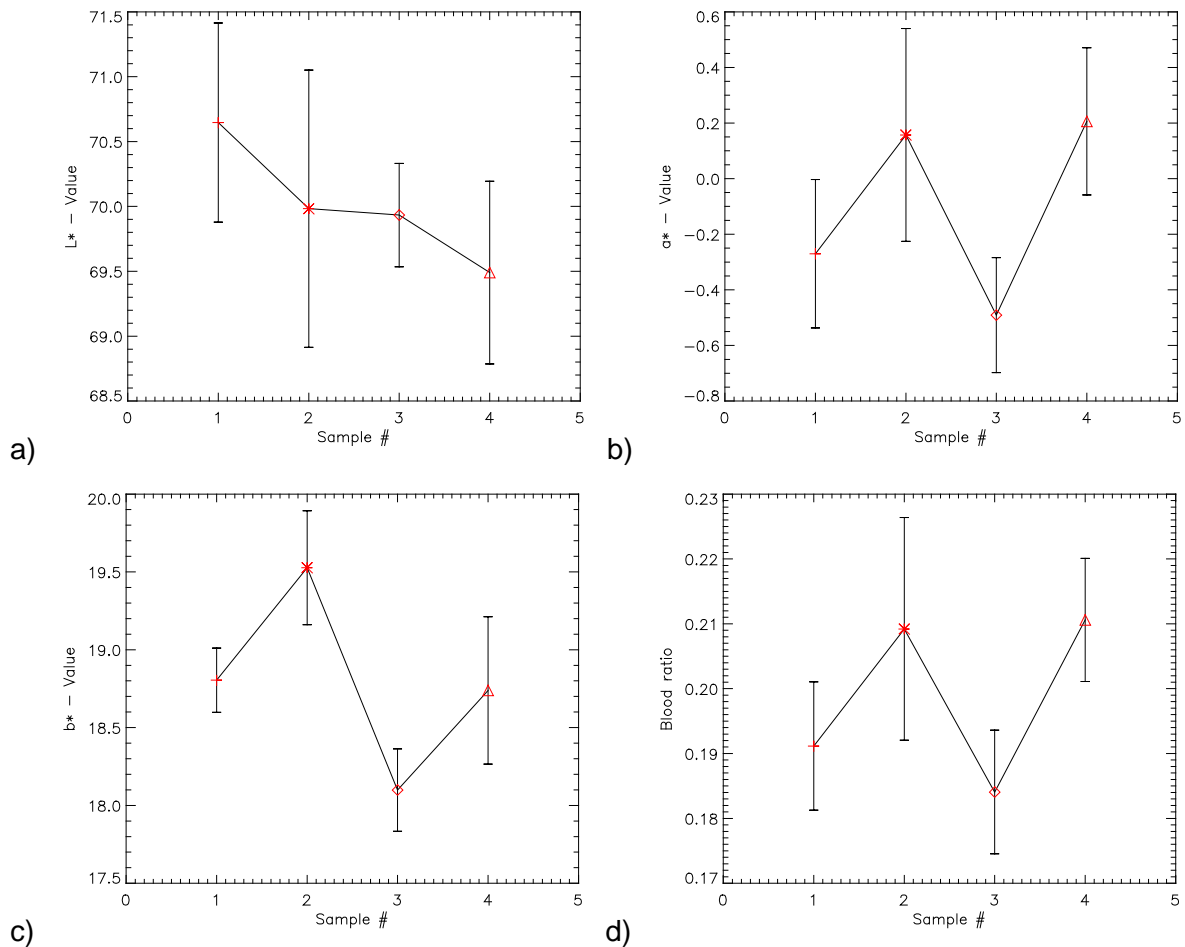 71.5
71.0
70.5
70.0
69.5
69.0
68.5
L* – Value
0 1 2 3 4 5
Sample #
a)
0.6
0.4
0.2
0.0
−0.2
−0.4
−0.6
−0.8
a* – Value
0 1 2 3 4 5
Sample #
b)
20.0
19.5
19.0
18.5
18.0
17.5
b* – Value
0 1 2 3 4 5
Sample #
c)
0.23
0.22
0.21
0.20
0.19
0.18
0.17
Blood ratio
0 1 2 3 4 5
Sample #
d)